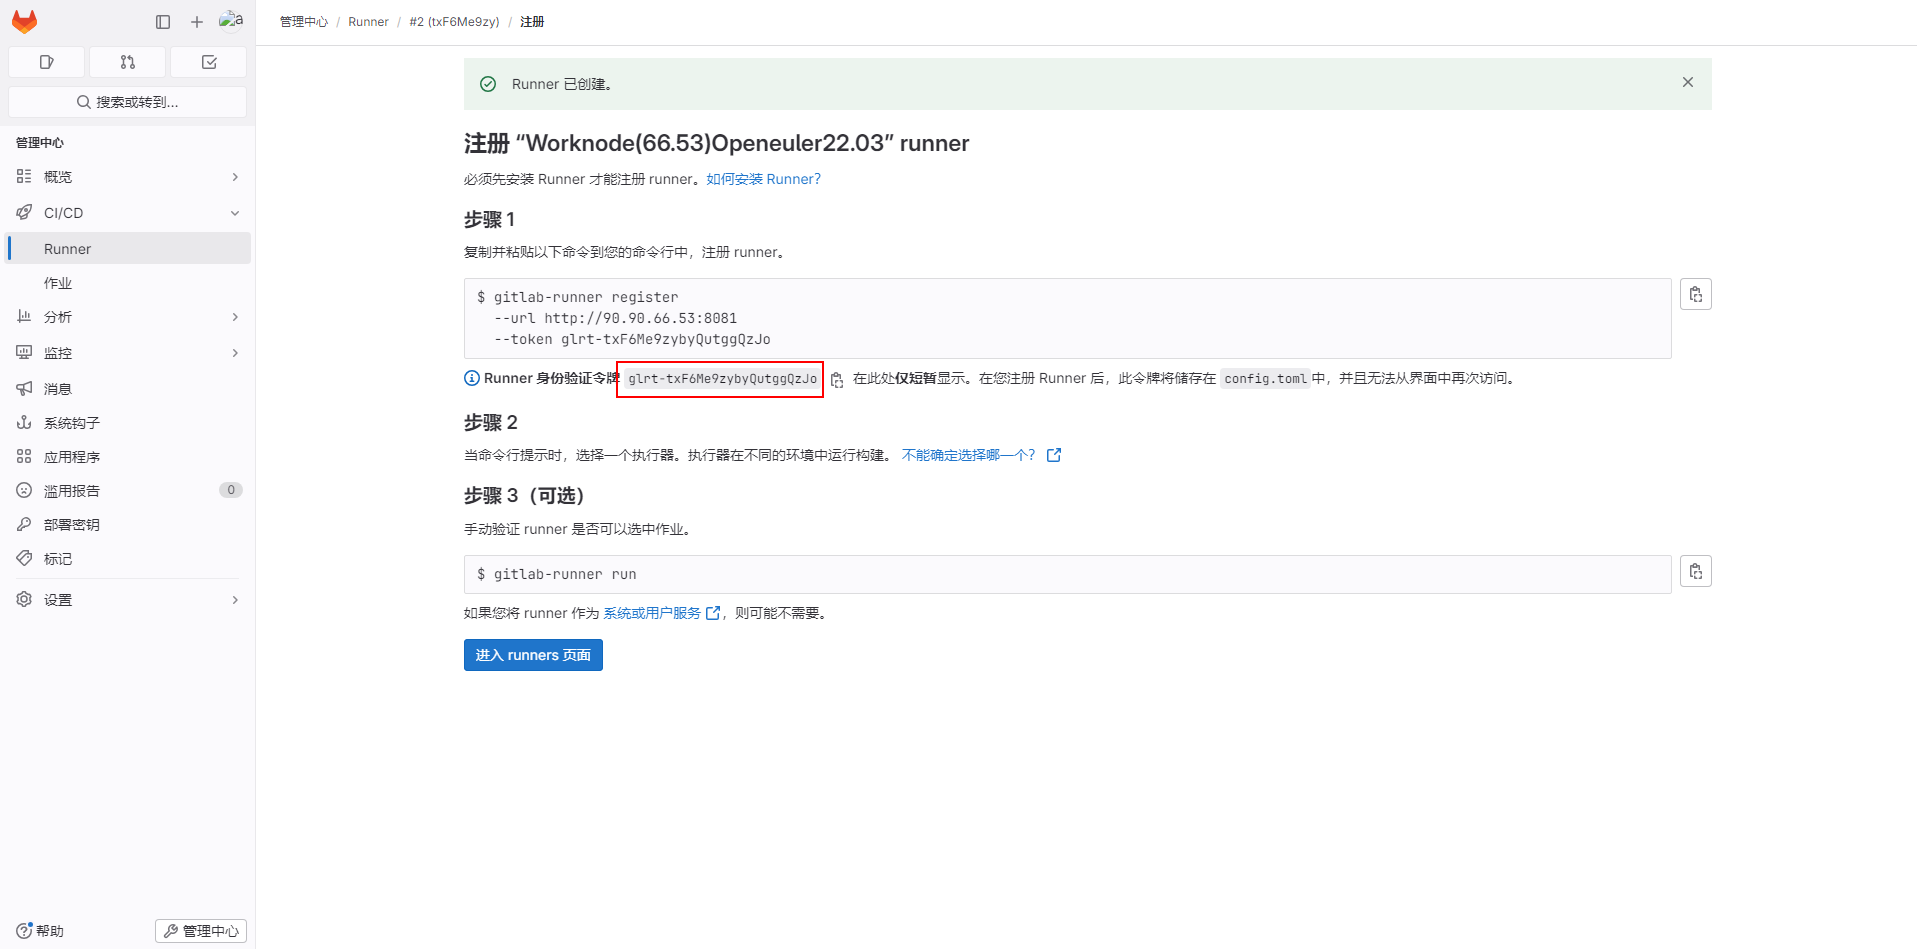 a
搜索或转到...
管理中心
概览
CI/CD
Runner
作业
分析
监控
消息
系统钩子
应用程序
滥用报告 0
部署密钥
标记
设置
帮助
管理中心
管理中心 / Runner / #2 (txF6Me9zy) / 注册
Runner 已创建。
注册 “Worknode(66.53)Openeuler22.03” runner
必须先安装 Runner 才能注册 runner。如何安装 Runner?
步骤 1
复制并粘贴以下命令到您的命令行中，注册 runner。
$ gitlab-runner register
--url http://90.90.66.53:8081
--token glrt-txF6Me9zybyQutggQzJo
Runner 身份验证令牌 glrt-txF6Me9zybyQutggQzJo 在此处仅短暂显示。在您注册 Runner 后，此令牌将储存在 config.toml 中，并且无法从界面中再次访问。
步骤 2
当命令行提示时，选择一个执行器。执行器在不同的环境中运行构建。 不能确定选择哪一个？
步骤 3（可选）
手动验证 runner 是否可以选中作业。
$ gitlab-runner run
如果您将 runner 作为 系统或用户服务，则可能不需要。
进入 runners 页面